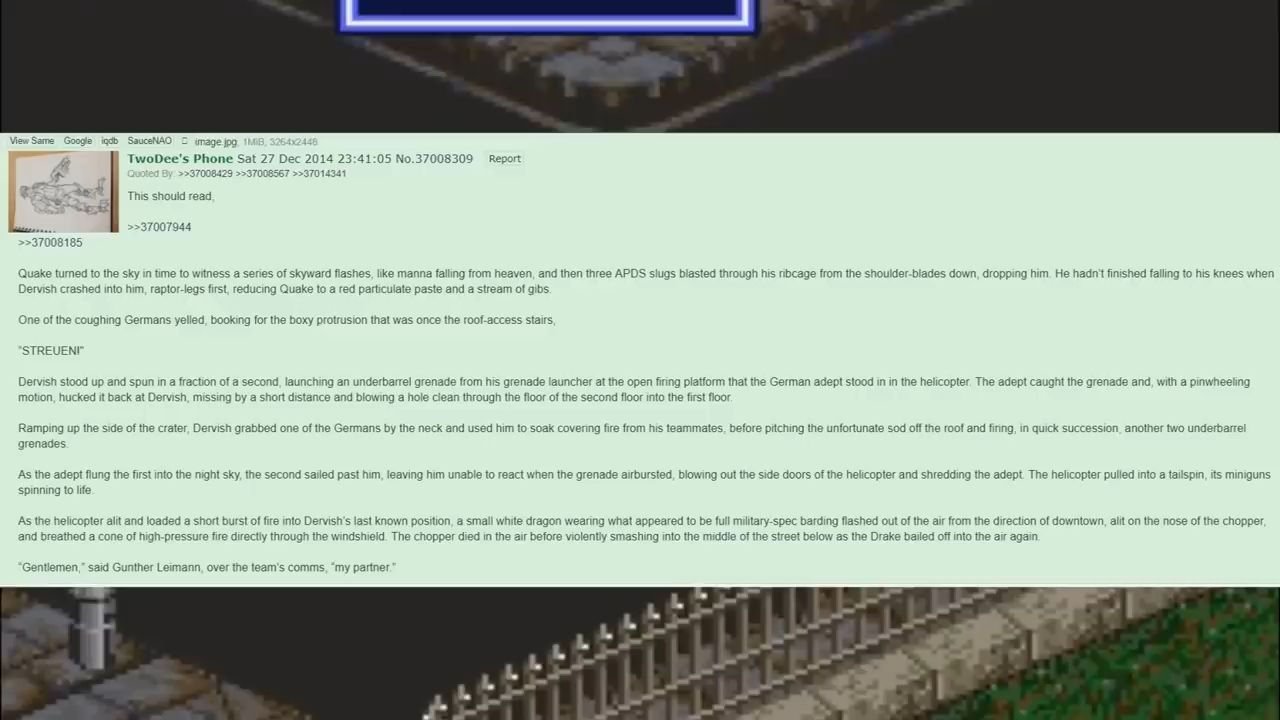 View Same Google iqdb SauceNAO image.jpg, 1MiB, 3264x2448
TwoDee's Phone Sat 27 Dec 2014 23:41:05 No.37008309 Report
Quoted By: >>37008429 >>37008567 >>37014341
This should read,
>>37007944
>>37008185
Quake turned to the sky in time to witness a series of skyward flashes, like manna falling from heaven, and then three APDS slugs blasted through his ribcage from the shoulder-blades down, dropping him. He hadn't finished falling to his knees when
Dervish crashed into him, raptor-legs first, reducing Quake to a red particulate paste and a stream of gibs.
One of the coughing Germans yelled, booking for the boxy protrusion that was once the roof-access stairs,
"STREUEN!"
Dervish stood up and spun in a fraction of a second, launching an underbarrel grenade from his grenade launcher at the open firing platform that the German adept stood in in the helicopter. The adept caught the grenade and, with a pinwheeling
motion, hucked it back at Dervish, missing by a short distance and blowing a hole clean through the floor of the second floor into the first floor.
Ramping up the side of the crater, Dervish grabbed one of the Germans by the neck and used him to soak covering fire from his teammates, before pitching the unfortunate sod off the roof and firing, in quick succession, another two underbarrel
grenades.
As the adept flung the first into the night sky, the second sailed past him, leaving him unable to react when the grenade airbursted, blowing out the side doors of the helicopter and shredding the adept. The helicopter pulled into a tailspin, its miniguns
spinning to life.
As the helicopter alit and loaded a short burst of fire into Dervish's last known position, a small white dragon wearing what appeared to be full military-spec barding flashed out of the air from the direction of downtown, alit on the nose of the chopper,
and breathed a cone of high-pressure fire directly through the windshield. The chopper died in the air before violently smashing into the middle of the street below as the Drake bailed off into the air again.
"Gentlemen," said Gunther Leimann, over the team's comms, "my partner."